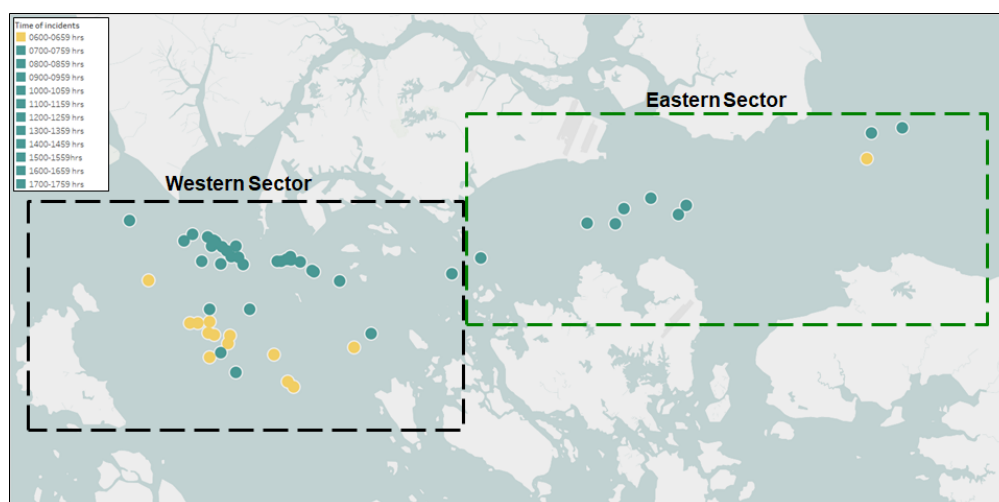 Time of incidents
0600-0659 hrs
0700-0759 hrs
0800-0859 hrs
0900-0959 hrs
1000-1059 hrs
1100-1159 hrs
1200-1259 hrs
1300-1359 hrs
1400-1459 hrs
1500-1559hrs
1600-1659 hrs
1700-1759 hrs
Eastern Sector
Western Sector